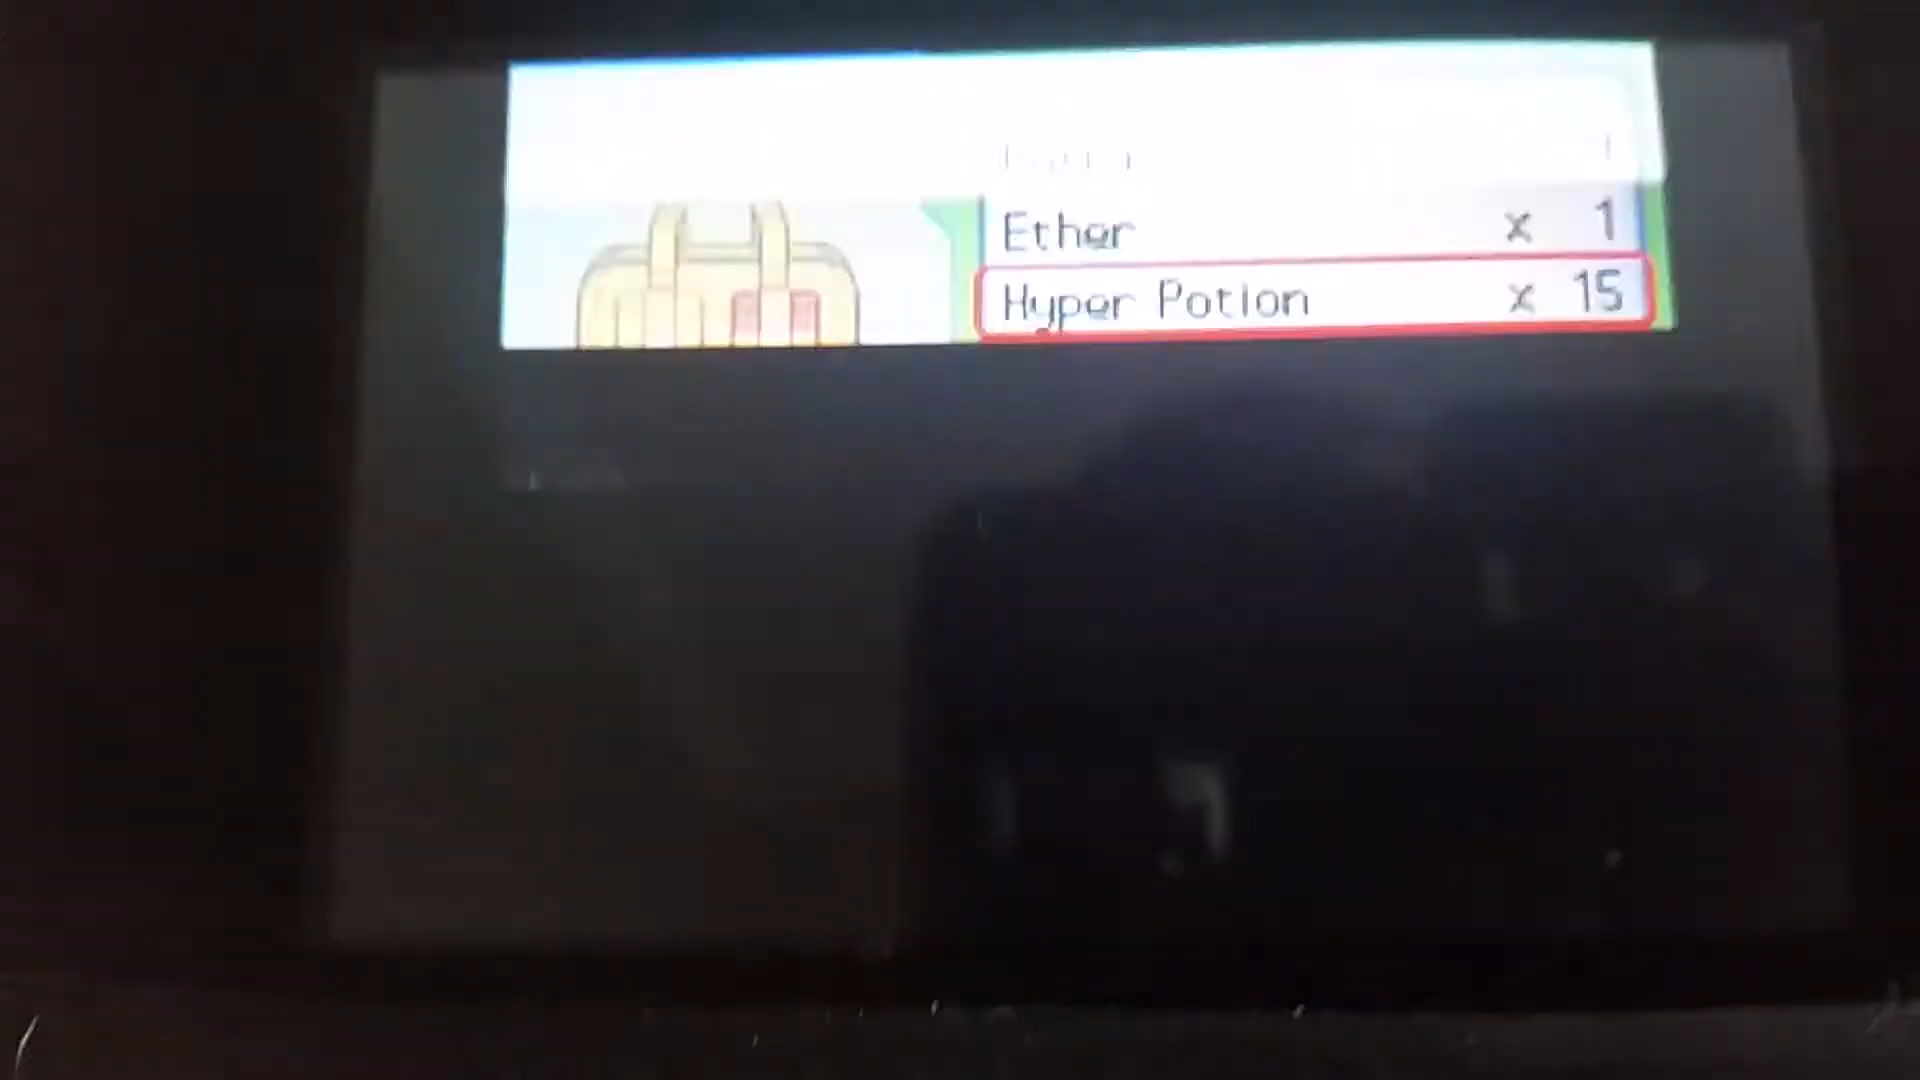 Ether x 1
Hyper Potion x 15